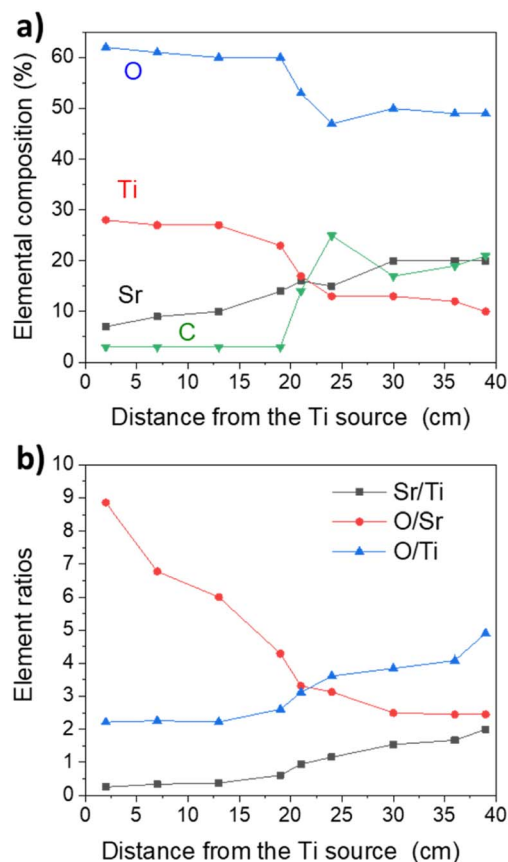 a)
Elemental composition (%)
60
50
40
30
20
10
0
O
Ti
Sr
C
0 5 10 15 20 25 30 35 40
Distance from the Ti source (cm)
b)
Element ratios
10
9
8
7
6
5
4
3
2
1
0
Sr/Ti
O/Sr
O/Ti
0 5 10 15 20 25 30 35 40
Distance from the Ti source (cm)